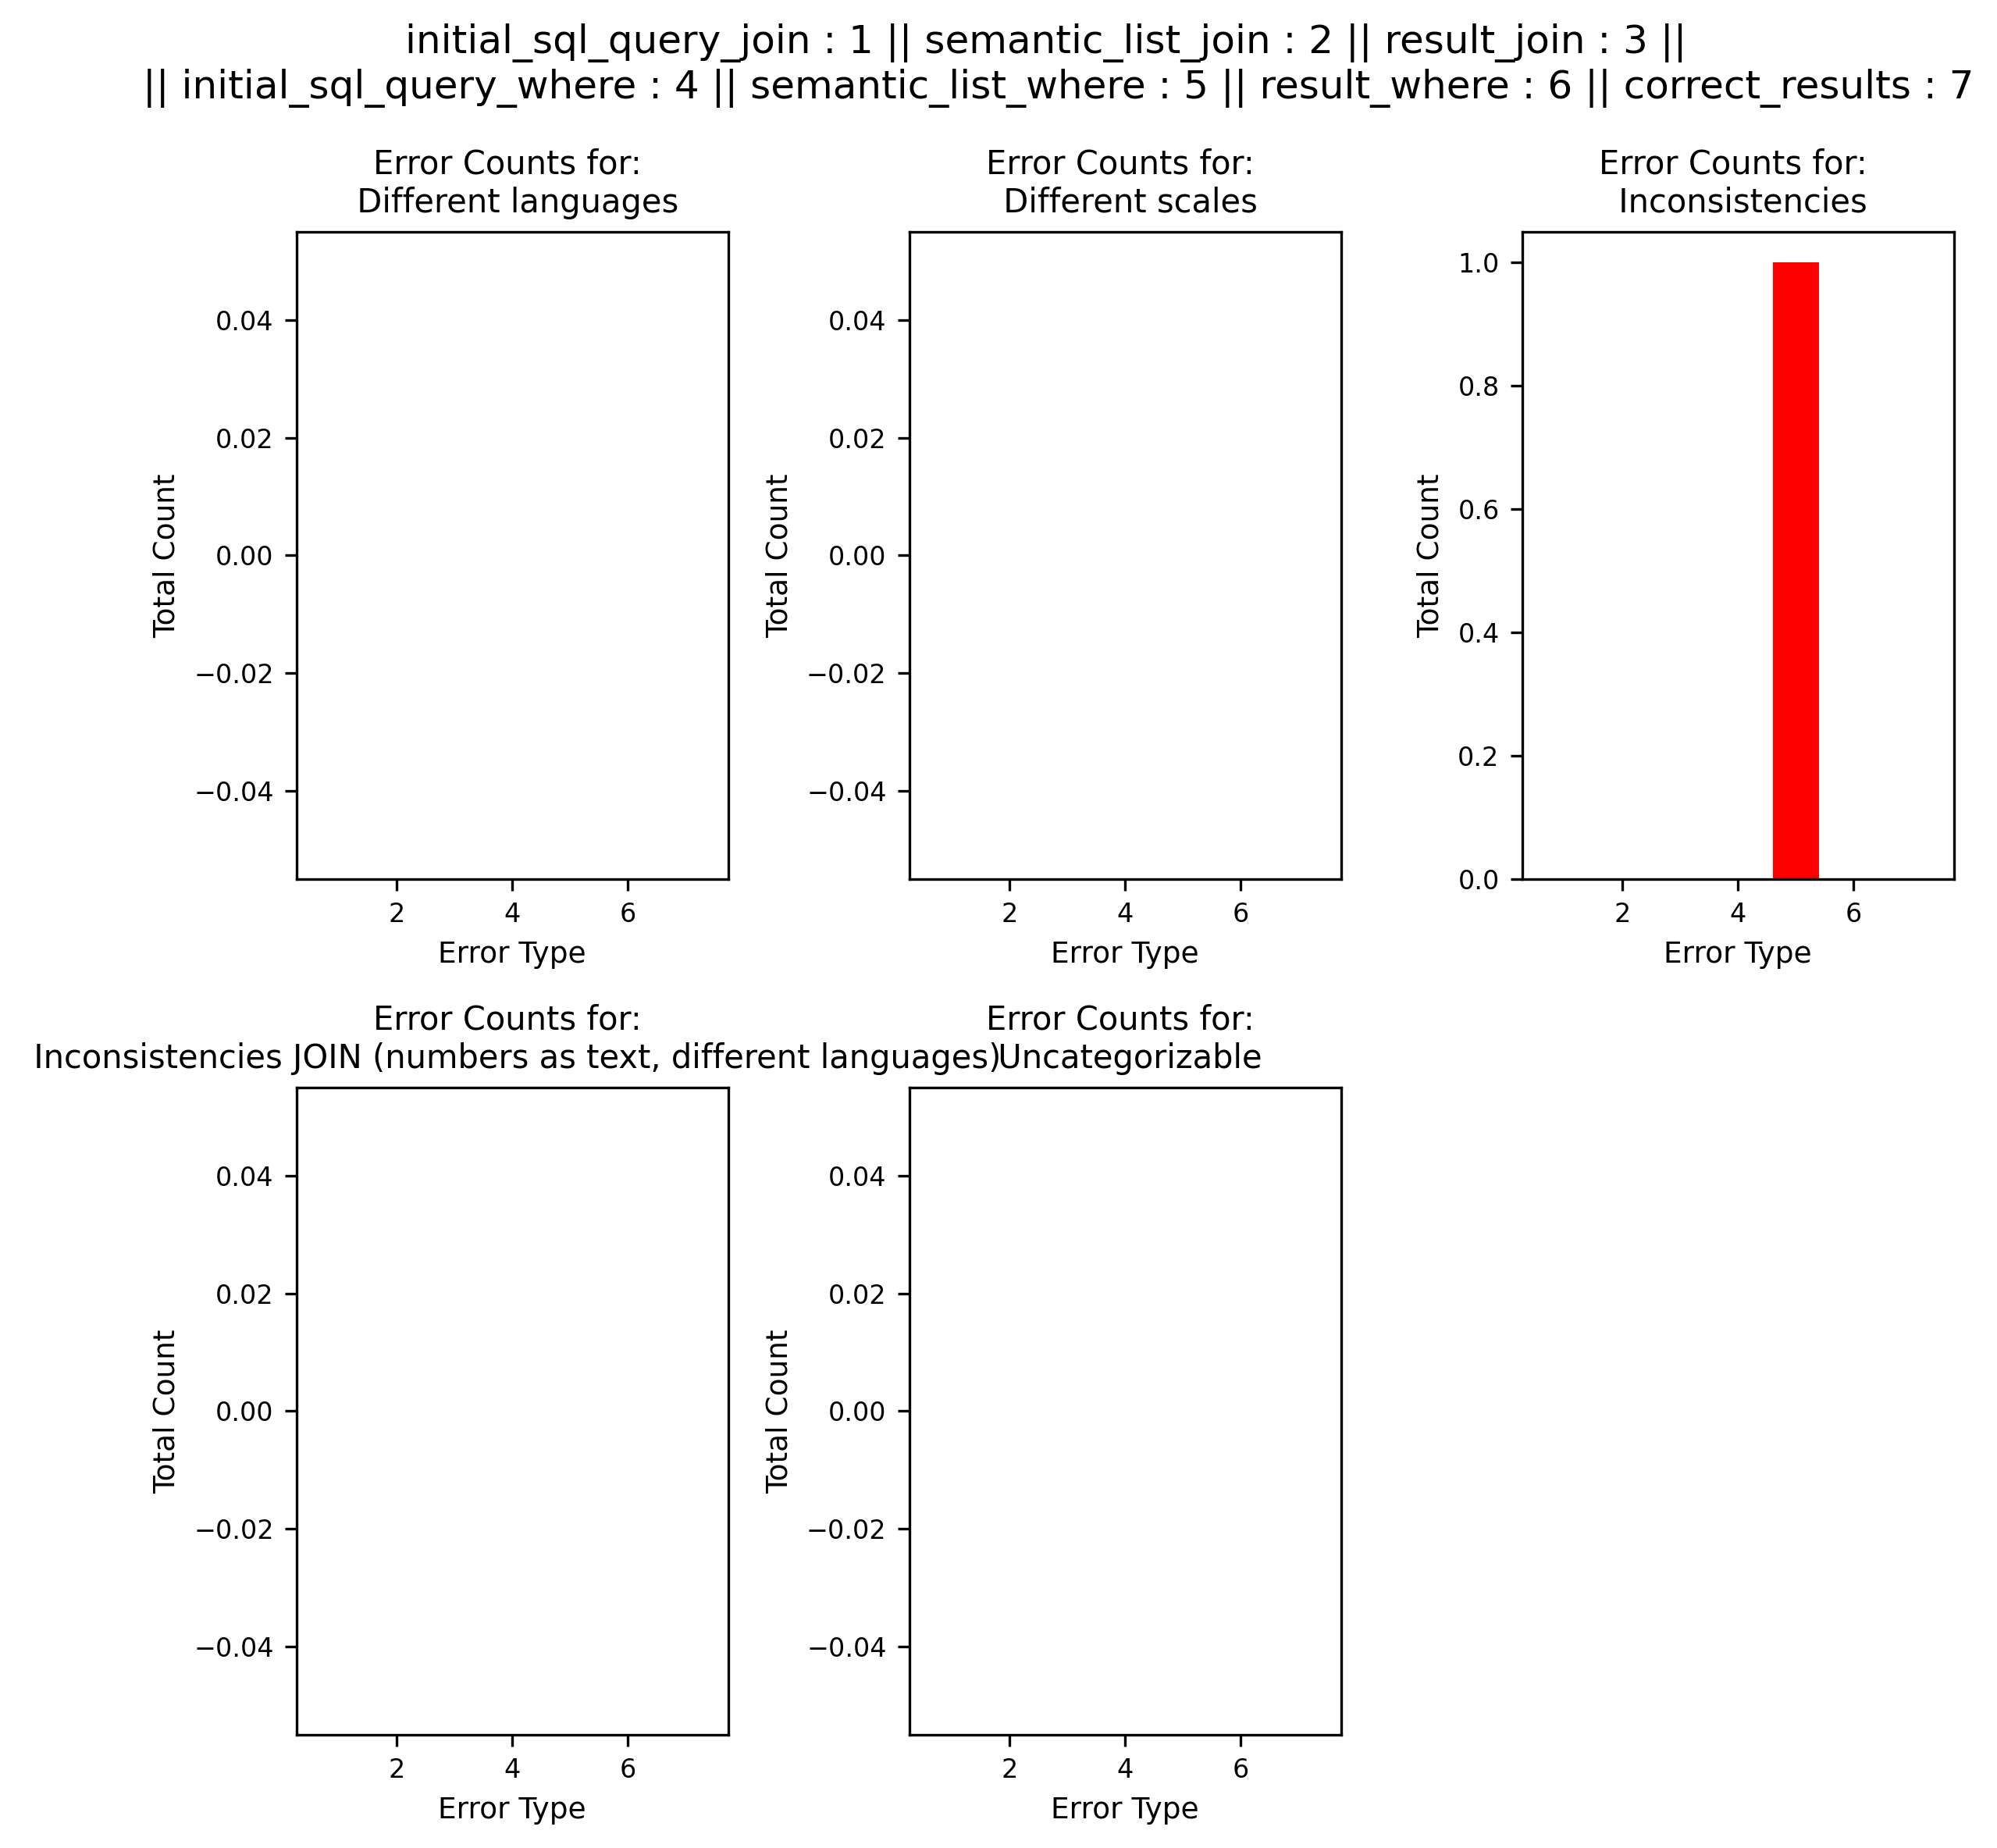 initial_sql_query_join : 1 || semantic_list_join : 2 || result_join : 3 ||
|| initial_sql_query_where : 4 || semantic_list_where : 5 || result_where : 6 || correct_results : 7
Error Counts for:
Different languages
0.04
0.02
0.00
−0.02
−0.04
Total Count
2 4 6
Error Type
Error Counts for:
Different scales
0.04
0.02
0.00
−0.02
−0.04
Total Count
2 4 6
Error Type
Error Counts for:
Inconsistencies
1.0
0.8
0.6
0.4
0.2
0.0
Total Count
2 4 6
Error Type
Error Counts for:
Inconsistencies JOIN (numbers as text, different languages)
0.04
0.02
0.00
−0.02
−0.04
Total Count
2 4 6
Error Type
Error Counts for:
Uncategorizable
0.04
0.02
0.00
−0.02
−0.04
Total Count
2 4 6
Error Type